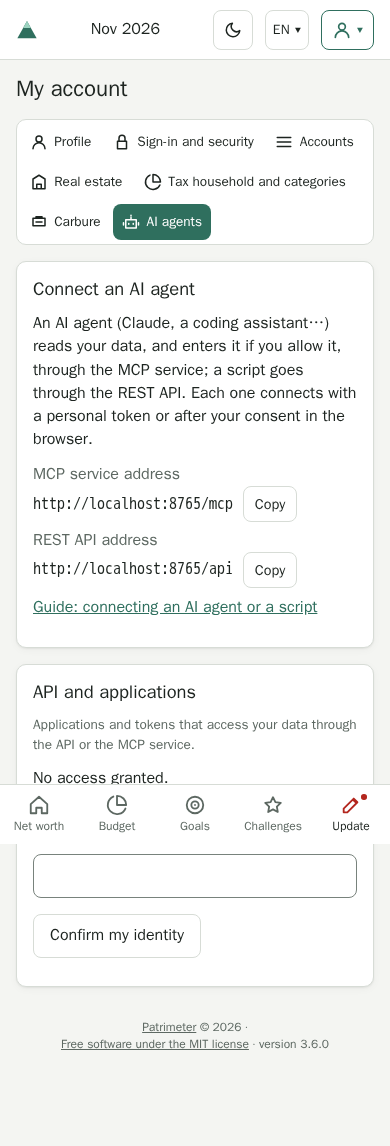 Nov 2026
EN ▾
My account
Profile
Sign-in and security
Accounts
Real estate
Tax household and categories
Carbure
AI agents
Connect an AI agent
An AI agent (Claude, a coding assistant…)
reads your data, and enters it if you allow it,
through the MCP service; a script goes
through the REST API. Each one connects with
a personal token or after your consent in the
browser.
MCP service address
http://localhost:8765/mcp
Copy
REST API address
http://localhost:8765/api
Copy
Guide: connecting an AI agent or a script
API and applications
Applications and tokens that access your data through
the API or the MCP service.
No access granted.
Net worth
Budget
Goals
Challenges
Update
Confirm my identity
Patrimeter © 2026 ·
Free software under the MIT license · version 3.6.0